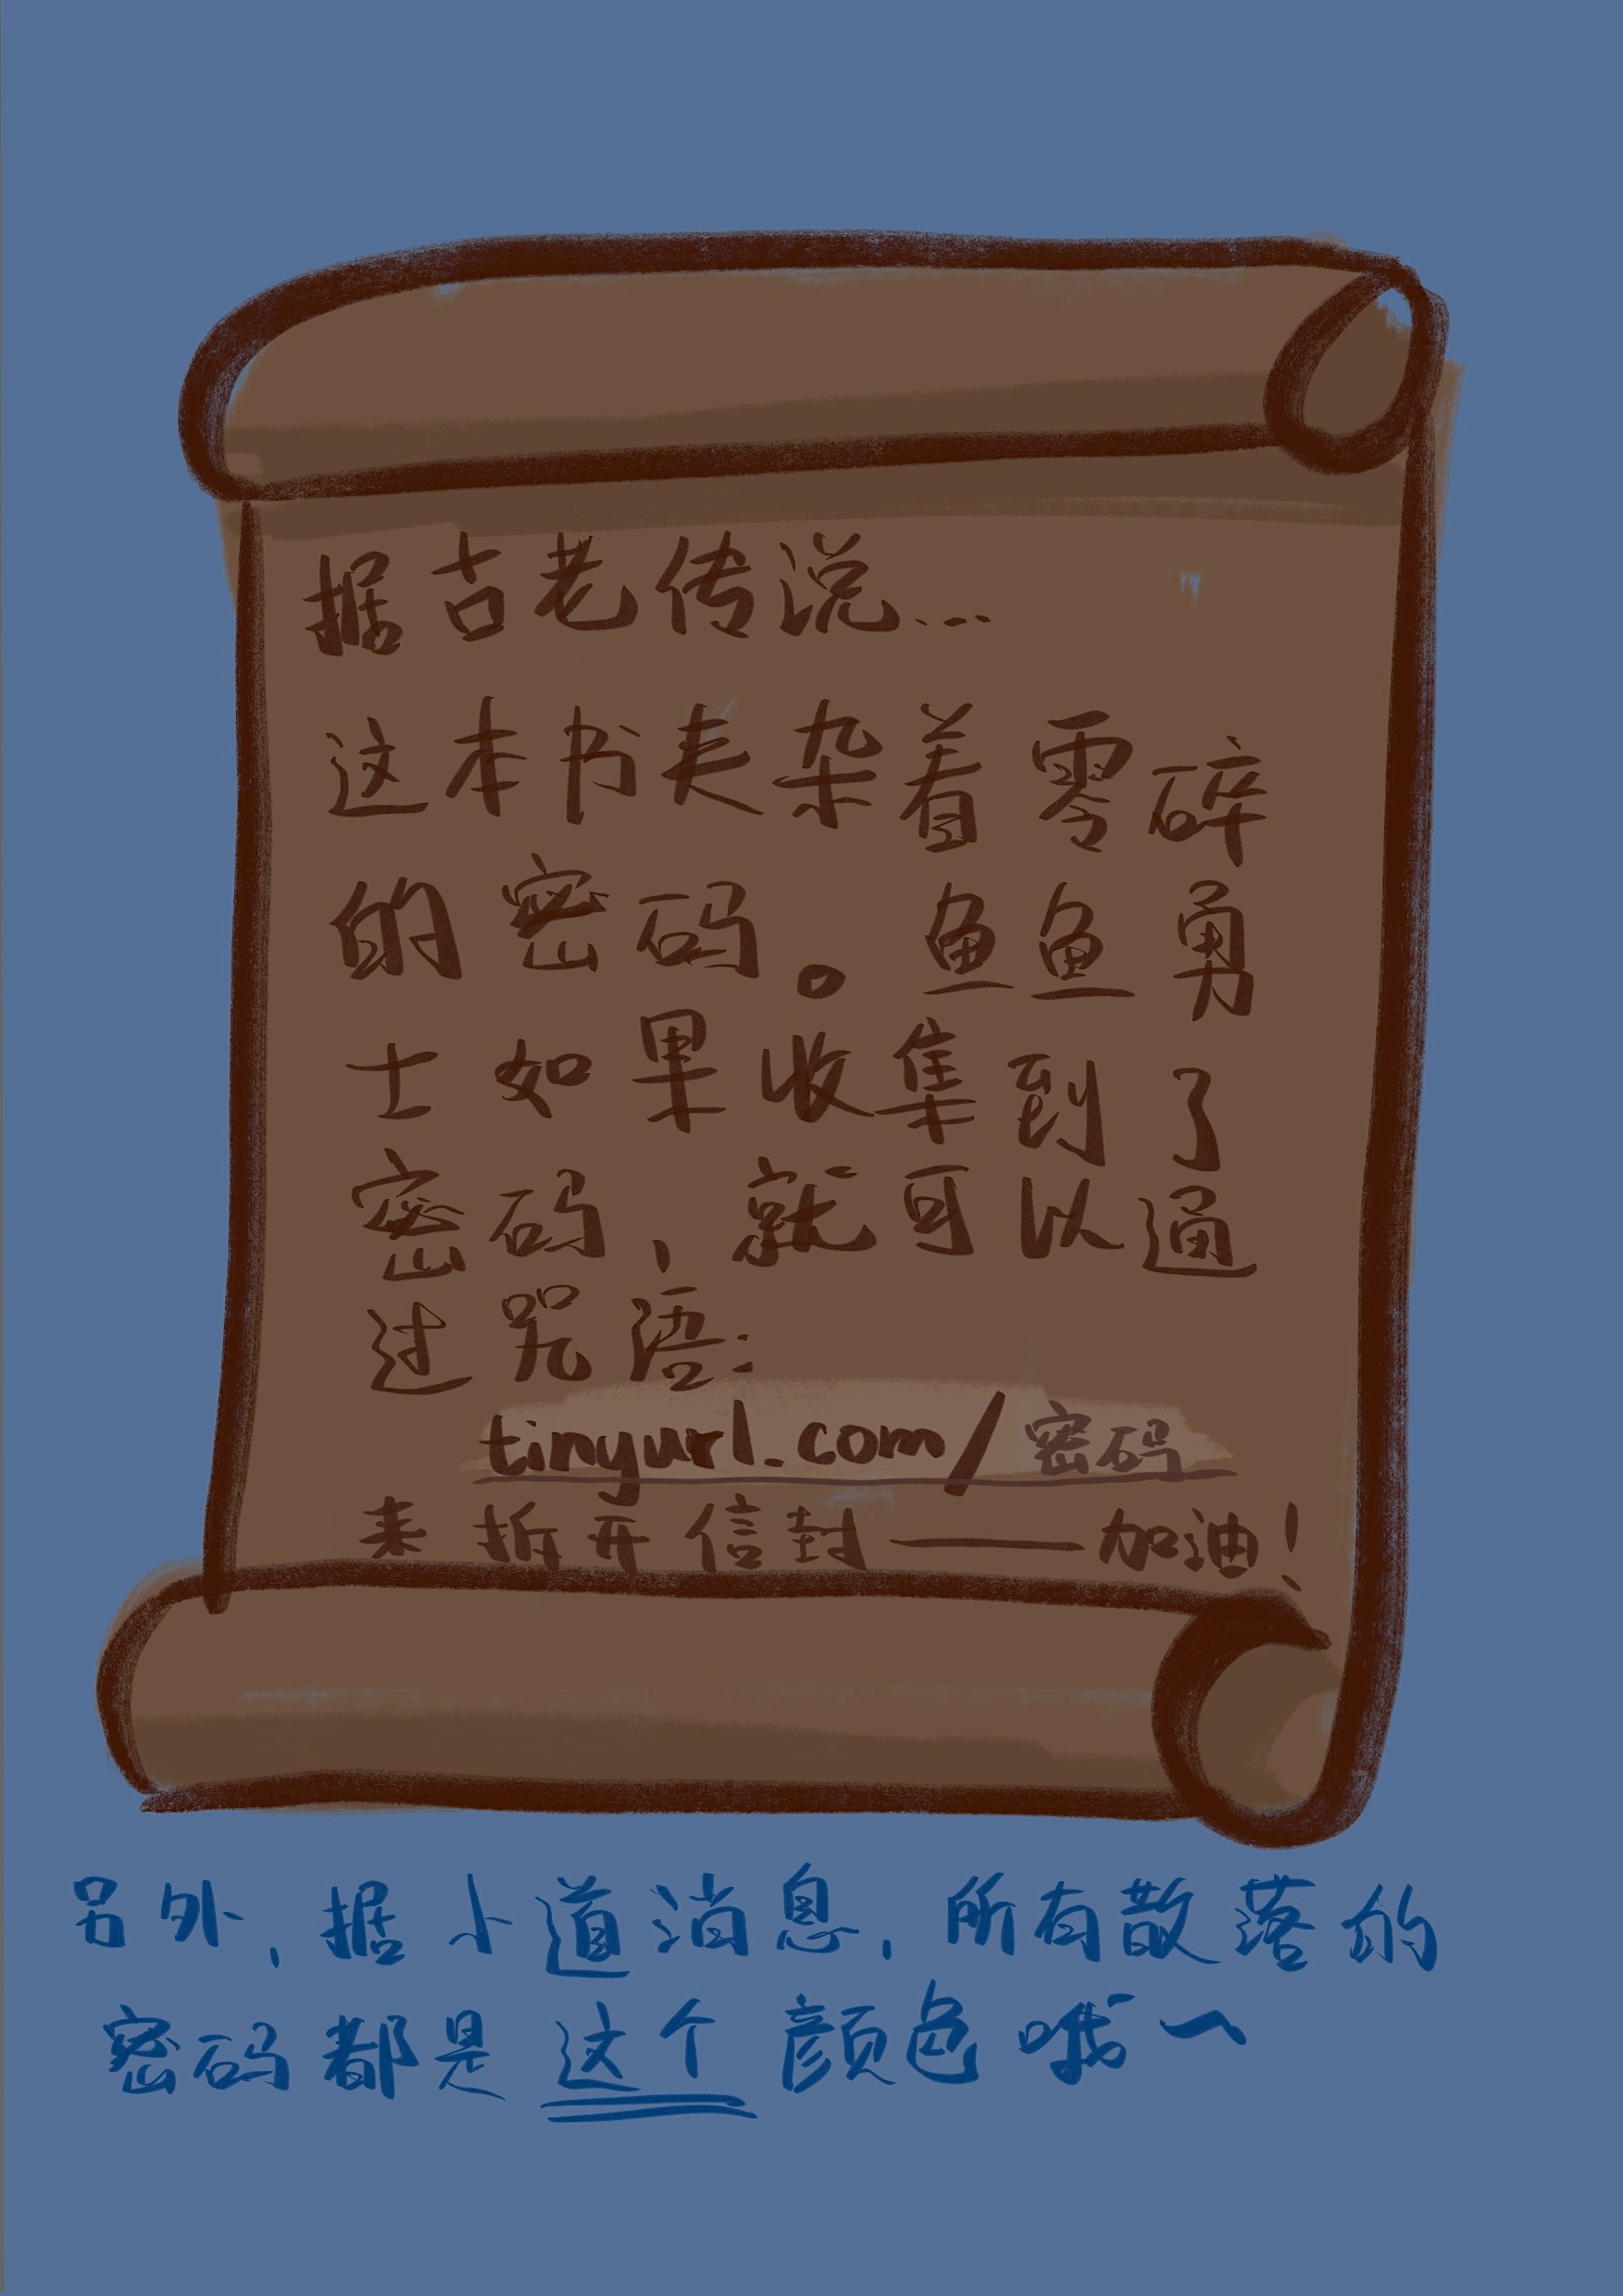 据古老传说...
这本书夹杂着零碎
的密码。鱼鱼勇
士如果收集到了
密码,就可以通
过咒语:
tinyurl.com/密码
来拆开信封——加油!
另外,据小道消息,所有散落的
密码都是这个颜色哦~